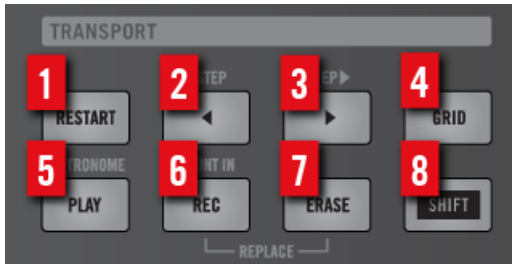 TRANSPORT
1 2 STEP 3 EP▶ 4
RESTART ◀ ▶ GRID
5 TRONOME 6 UNT IN 7 8
PLAY REC ERASE SHIFT
REPLACE